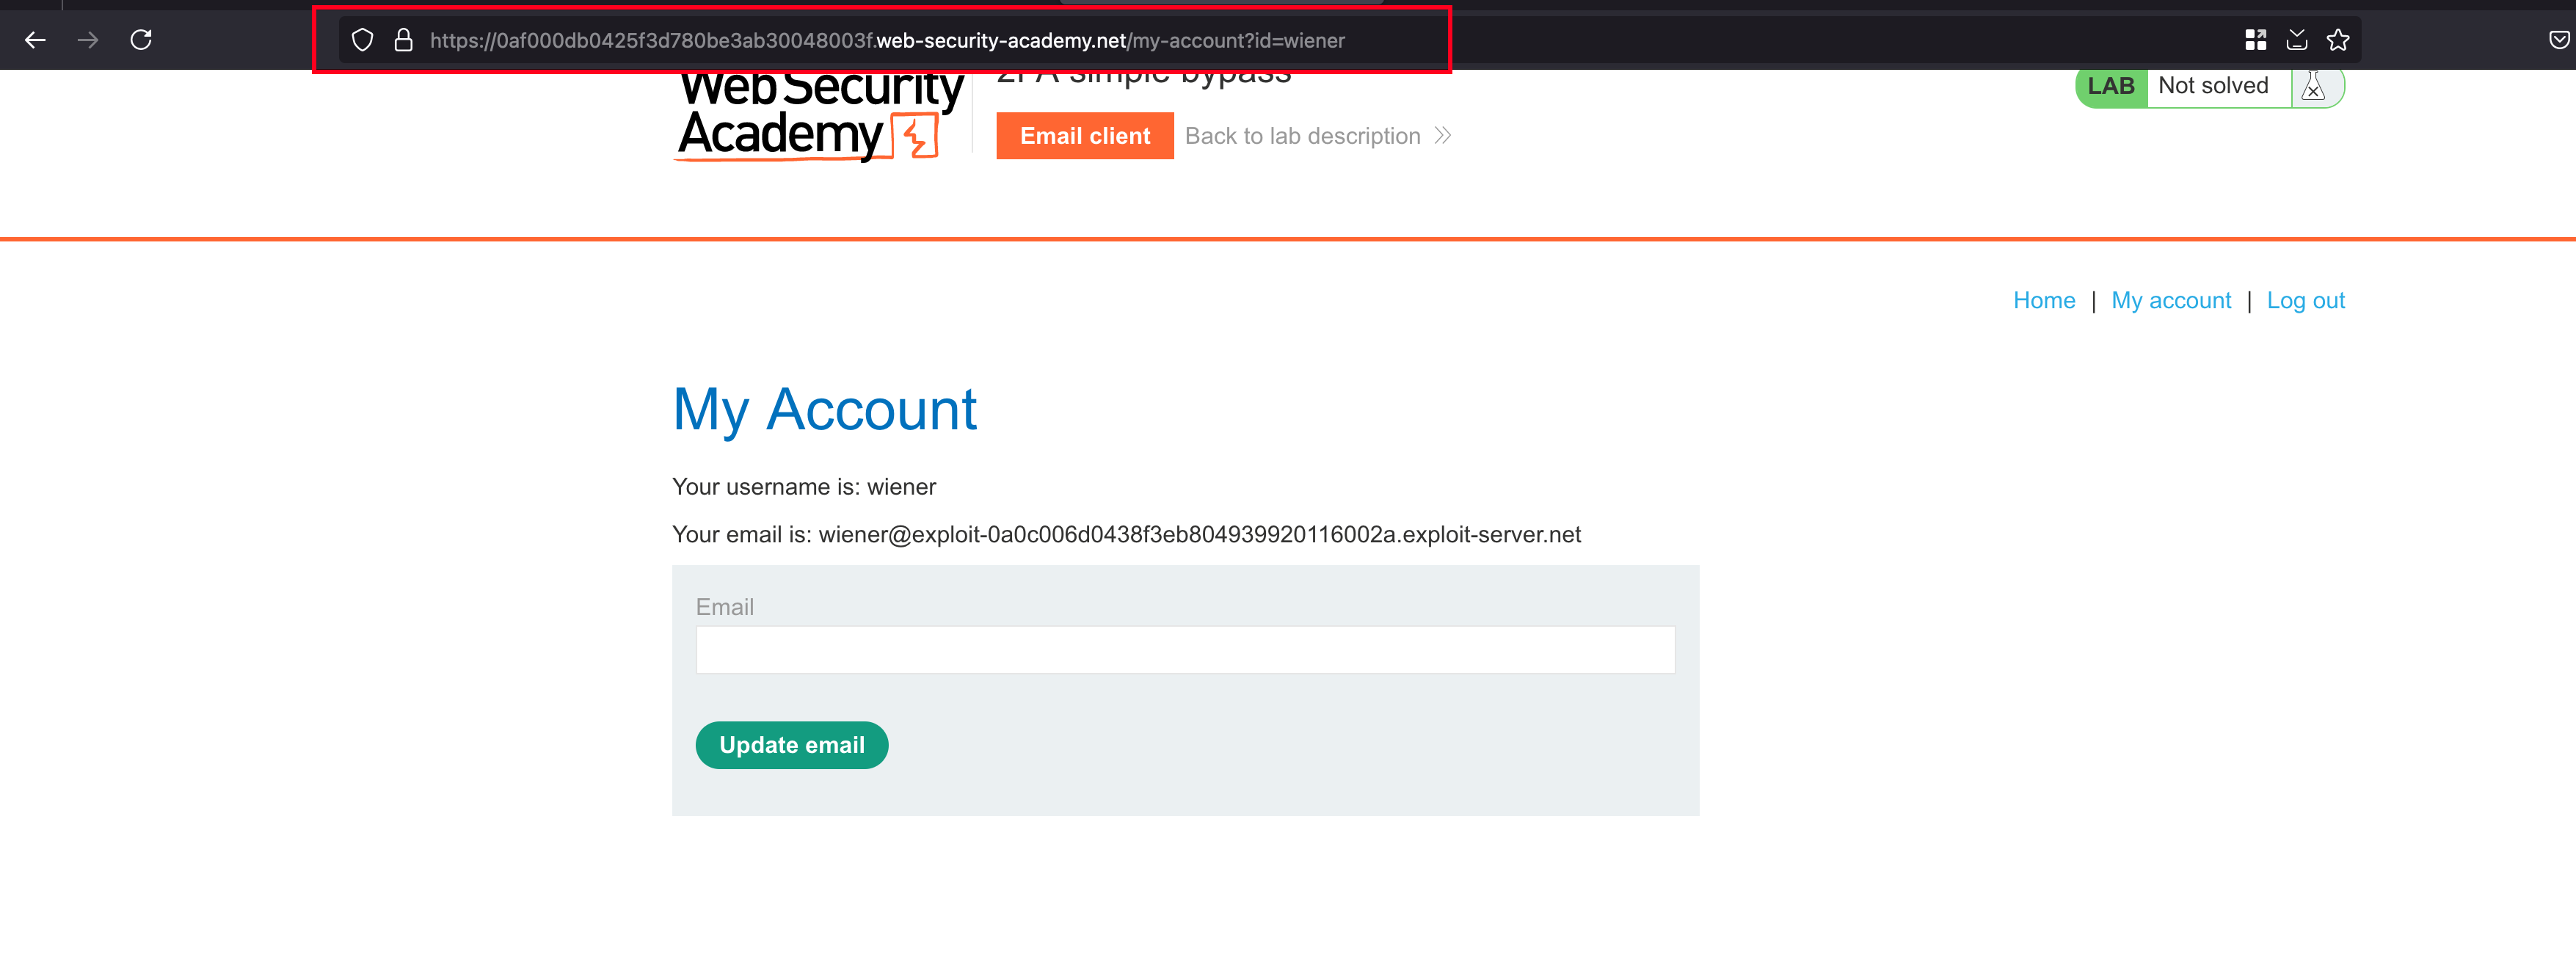 https://0af000db0425f3d780be3ab30048003f.web-security-academy.net/my-account?id=wiener
Web Security
Academy
2FA simple bypass
LAB Not solved
Email client Back to lab description
Home | My account | Log out
My Account
Your username is: wiener
Your email is: wiener@exploit-0a0c006d0438f3eb804939920116002a.exploit-server.net
Email
Update email